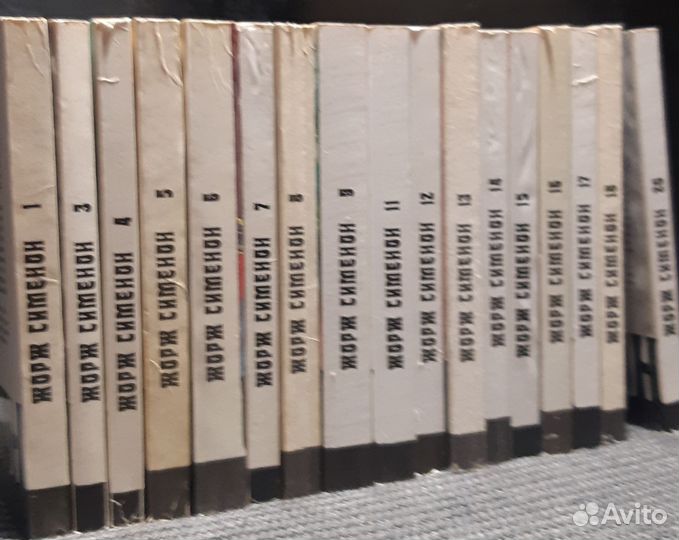 ЖОРЖ СИМЕНОН 1
ЖОРЖ СИМЕНОН 3
ЖОРЖ СИМЕНОН 4
ЖОРЖ СИМЕНОН 5
ЖОРЖ СИМЕНОН 6
ЖОРЖ СИМЕНОН 7
ЖОРЖ СИМЕНОН 8
ЖОРЖ СИМЕНОН 9
ЖОРЖ СИМЕНОН 11
ЖОРЖ СИМЕНОН 12
ЖОРЖ СИМЕНОН 13
ЖОРЖ СИМЕНОН 14
ЖОРЖ СИМЕНОН 15
ЖОРЖ СИМЕНОН 16
ЖОРЖ СИМЕНОН 17
ЖОРЖ СИМЕНОН 18
ЖОРЖ СИМЕНОН 20
Avito